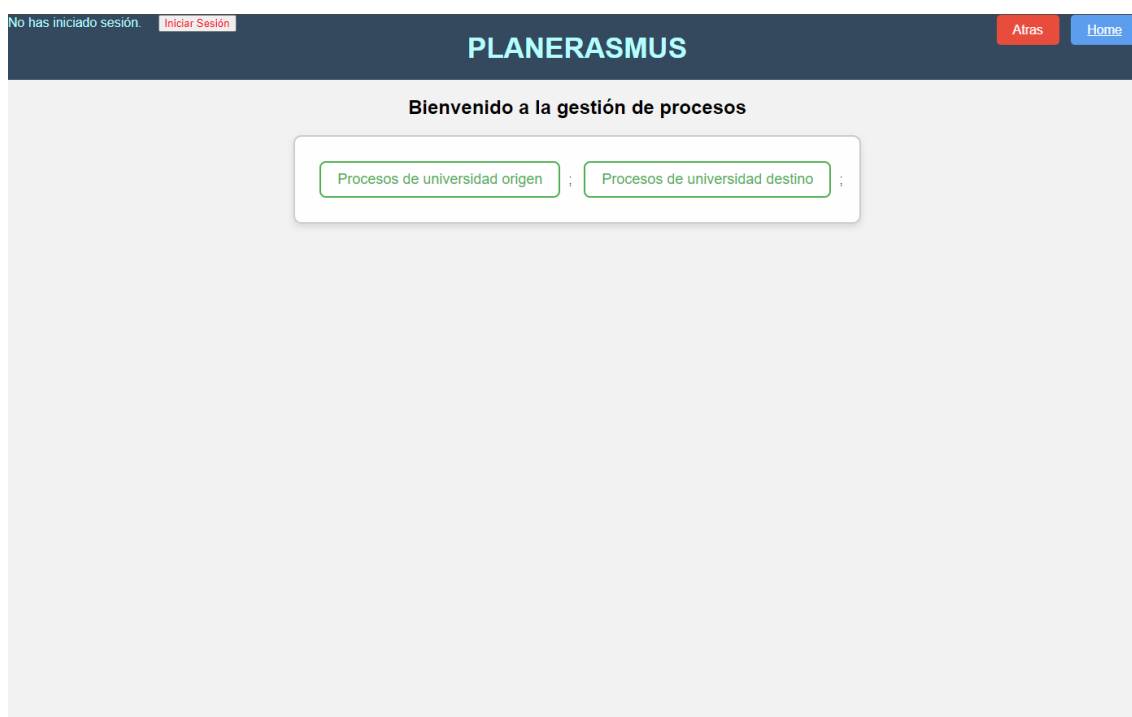 No has iniciado sesión. Iniciar Sesión
Atras Home
PLANERASMUS
Bienvenido a la gestión de procesos
Procesos de universidad origen ; Procesos de universidad destino ;